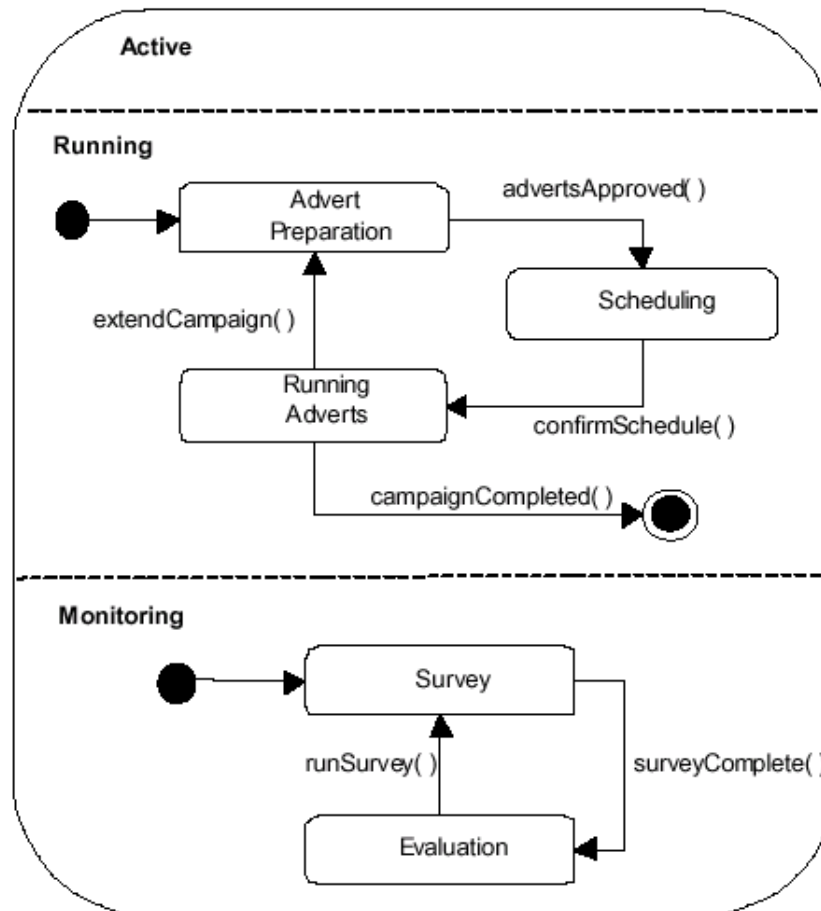 Active
Running
Advert
Preparation
advertsApproved( )
Scheduling
extendCampaign( )
Running
Adverts
confirmSchedule( )
campaignCompleted( )
Monitoring
Survey
runSurvey( )
surveyComplete( )
Evaluation